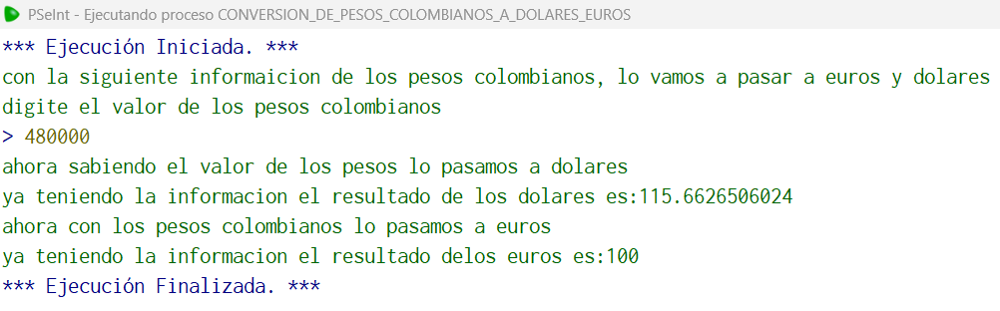 PSeInt - Ejecutando proceso CONVERSION_DE_PESOS_COLOMBIANOS_A_DOLARES_EUROS
*** Ejecución Iniciada. ***
con la siguiente informaicion de los pesos colombianos, lo vamos a pasar a euros y dolares
digite el valor de los pesos colombianos
> 480000
ahora sabiendo el valor de los pesos lo pasamos a dolares
ya teniendo la informacion el resultado de los dolares es:115.6626506024
ahora con los pesos colombianos lo pasamos a euros
ya teniendo la informacion el resultado delos euros es:100
*** Ejecución Finalizada. ***